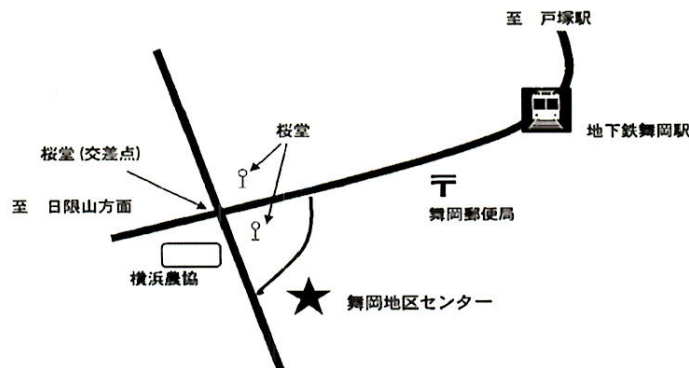 至　戸塚駅
地下鉄舞岡駅
桜堂
桜堂(交差点)
至　日限山方面
舞岡郵便局
横浜農協
舞岡地区センター